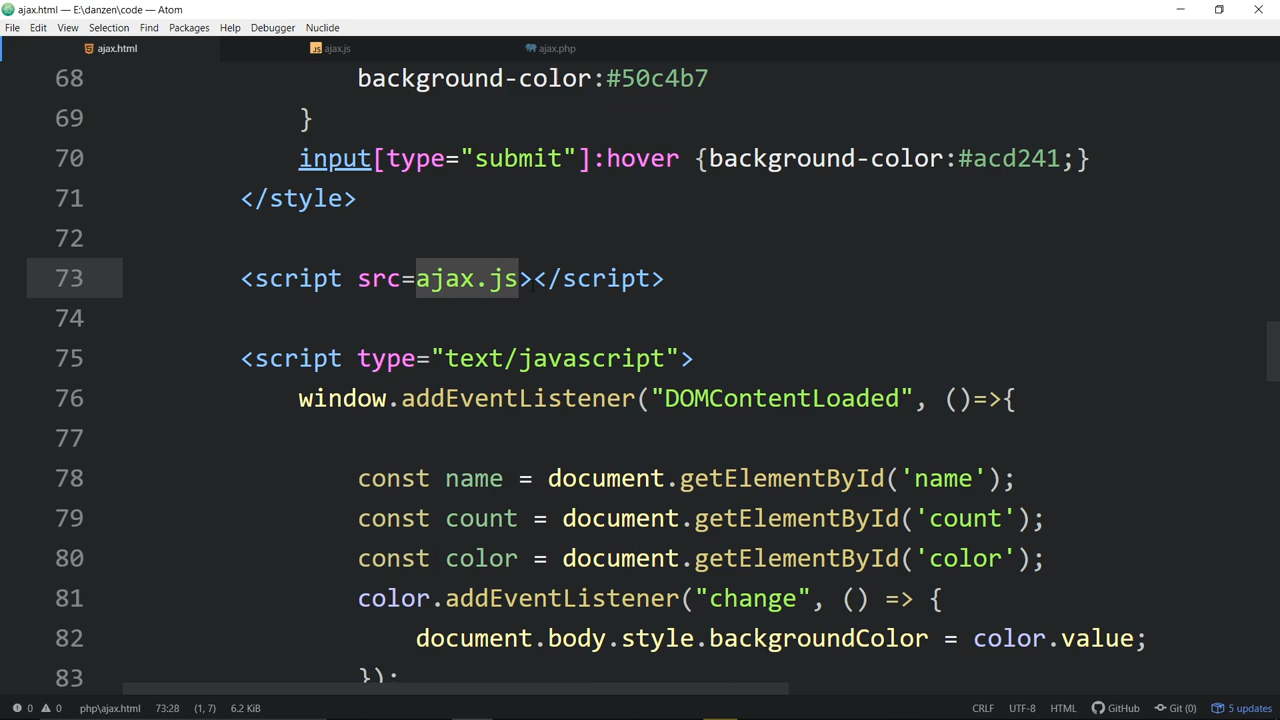 ajax.html — E:\danzen\code — Atom
File Edit View Selection Find Packages Help Debugger Nuclide
ajax.html ajax.js ajax.php
68 background-color:#50c4b7
69 }
70 input[type="submit"]:hover {background-color:#acd241;}
71 </style>
72
73 <script src=ajax.js></script>
74
75 <script type="text/javascript">
76 window.addEventListener("DOMContentLoaded", ()=>{
77
78 const name = document.getElementById('name');
79 const count = document.getElementById('count');
80 const color = document.getElementById('color');
81 color.addEventListener("change", () => {
82 document.body.style.backgroundColor = color.value;
83 });
0 0 php\ajax.html 73:28 (1, 7) 6.2 KiB CRLF UTF-8 HTML GitHub Git (0) 5 updates